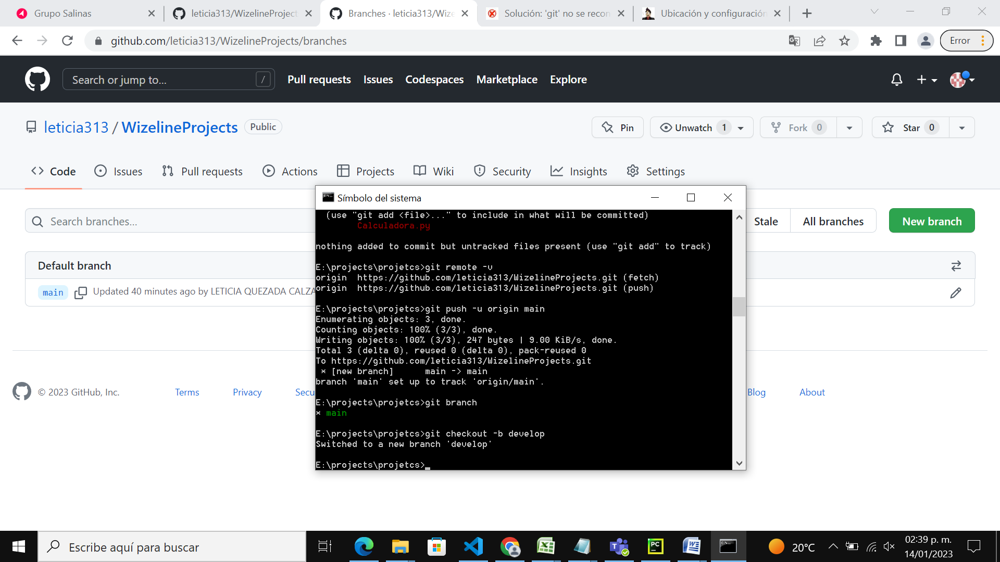 Grupo Salinas
leticia313/WizelineProject
Branches · leticia313/Wize
Solución: 'git' no se recon
Ubicación y configuración
github.com/leticia313/WizelineProjects/branches
Error
Search or jump to...
/
Pull requests
Issues
Codespaces
Marketplace
Explore
leticia313 / WizelineProjects
Public
Pin
Unwatch 1
Fork 0
Star 0
Code
Issues
Pull requests
Actions
Projects
Wiki
Security
Insights
Settings
Search branches...
Stale
All branches
New branch
Default branch
main
Updated 40 minutes ago by LETICIA QUEZADA CALZA
Símbolo del sistema
(use "git add <file>..." to include in what will be committed)
Calculadora.py
nothing added to commit but untracked files present (use "git add" to track)
E:\projects\projetcs>git remote -v
origin  https://github.com/leticia313/WizelineProjects.git (fetch)
origin  https://github.com/leticia313/WizelineProjects.git (push)
E:\projects\projetcs>git push -u origin main
Enumerating objects: 3, done.
Counting objects: 100% (3/3), done.
Writing objects: 100% (3/3), 247 bytes | 9.00 KiB/s, done.
Total 3 (delta 0), reused 0 (delta 0), pack-reused 0
To https://github.com/leticia313/WizelineProjects.git
* [new branch]      main -> main
branch 'main' set up to track 'origin/main'.
E:\projects\projetcs>git branch
* main
E:\projects\projetcs>git checkout -b develop
Switched to a new branch 'develop'
E:\projects\projetcs>
© 2023 GitHub, Inc.
Terms
Privacy
Secu
Blog
About
Escribe aquí para buscar
20°C
02:39 p. m.
14/01/2023